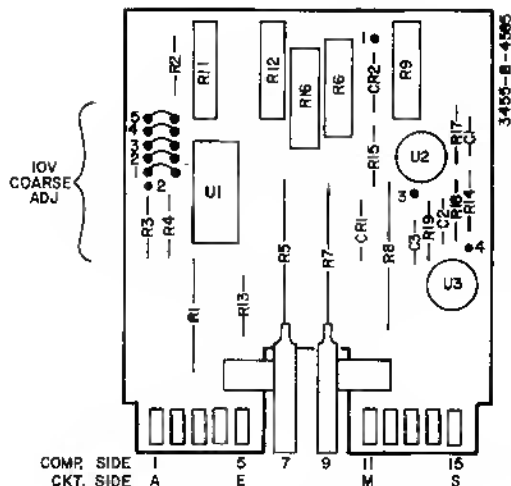 3455-B-4585
R2
R11
R12
R16
R6
1
CR2
R9
5
4
3
2
1
10V
COARSE
ADJ
U1
R15
U2
R17
C1
2
R3
R4
R5
R7
CR1
R8
3
C3
R19
C2
R18
R14
4
U3
R1
R13
COMP. SIDE 1 5 7 9 11 15
CKT. SIDE A E M S